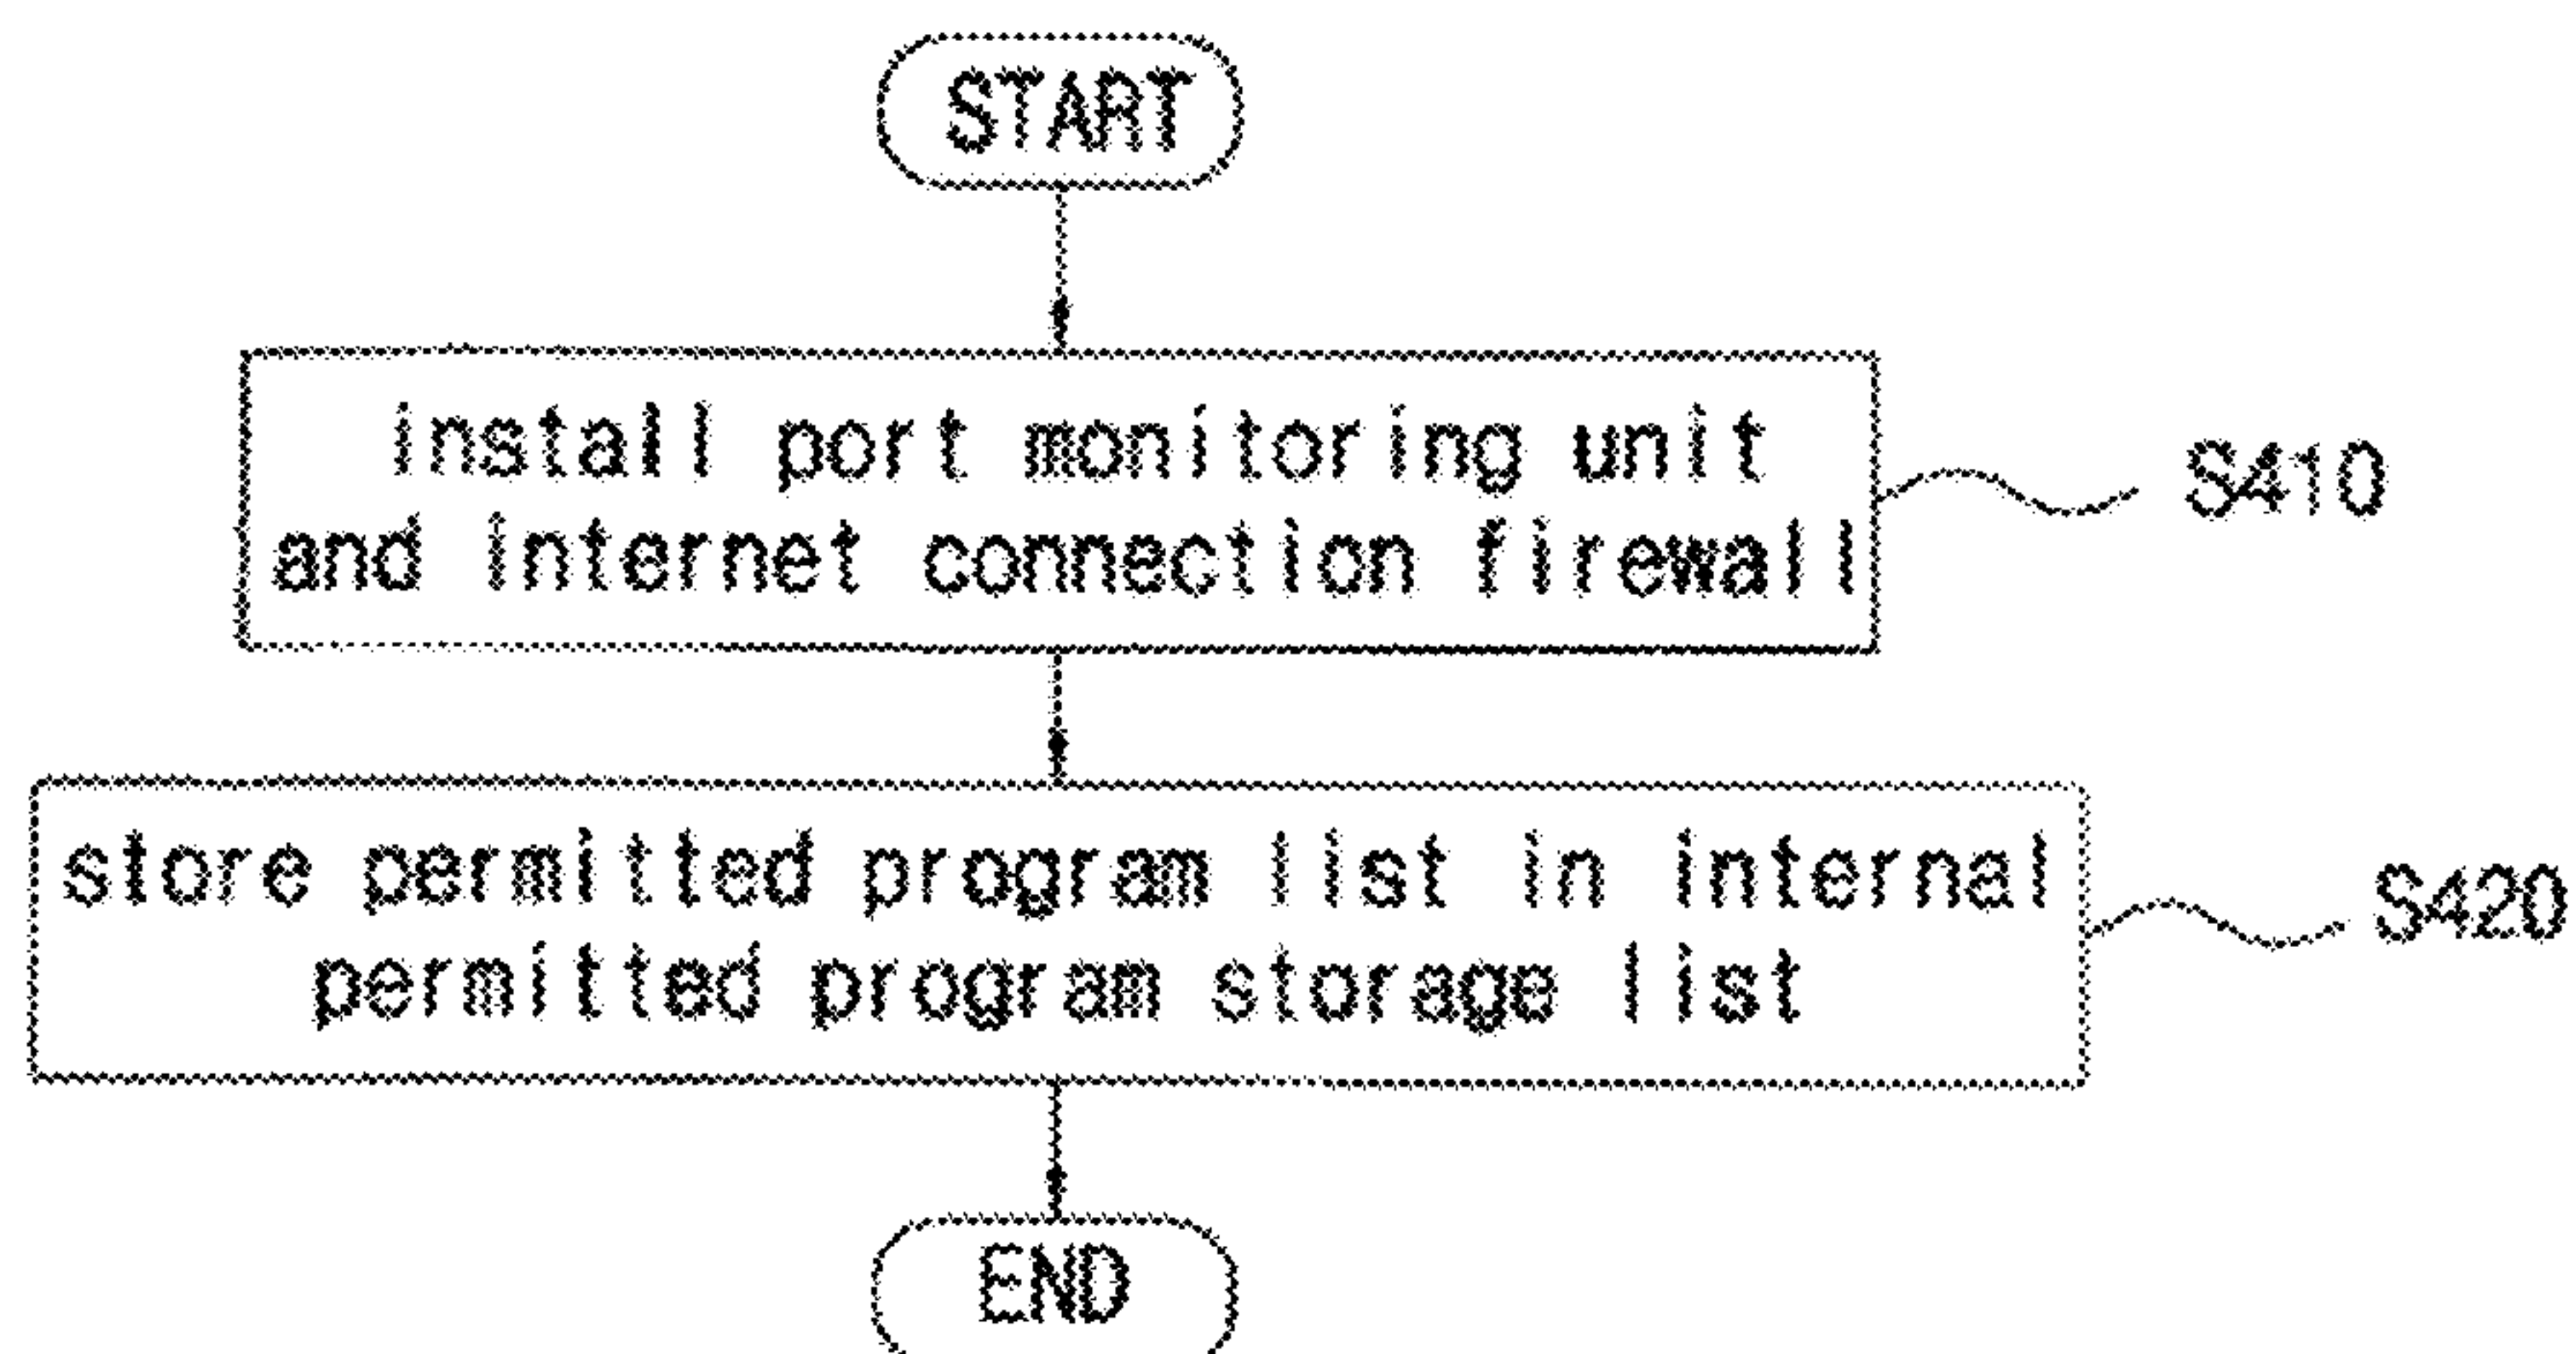 START
install port monitoring unit
and internet connection firewall
S410
store permitted program list in internal
permitted program storage list
S420
END